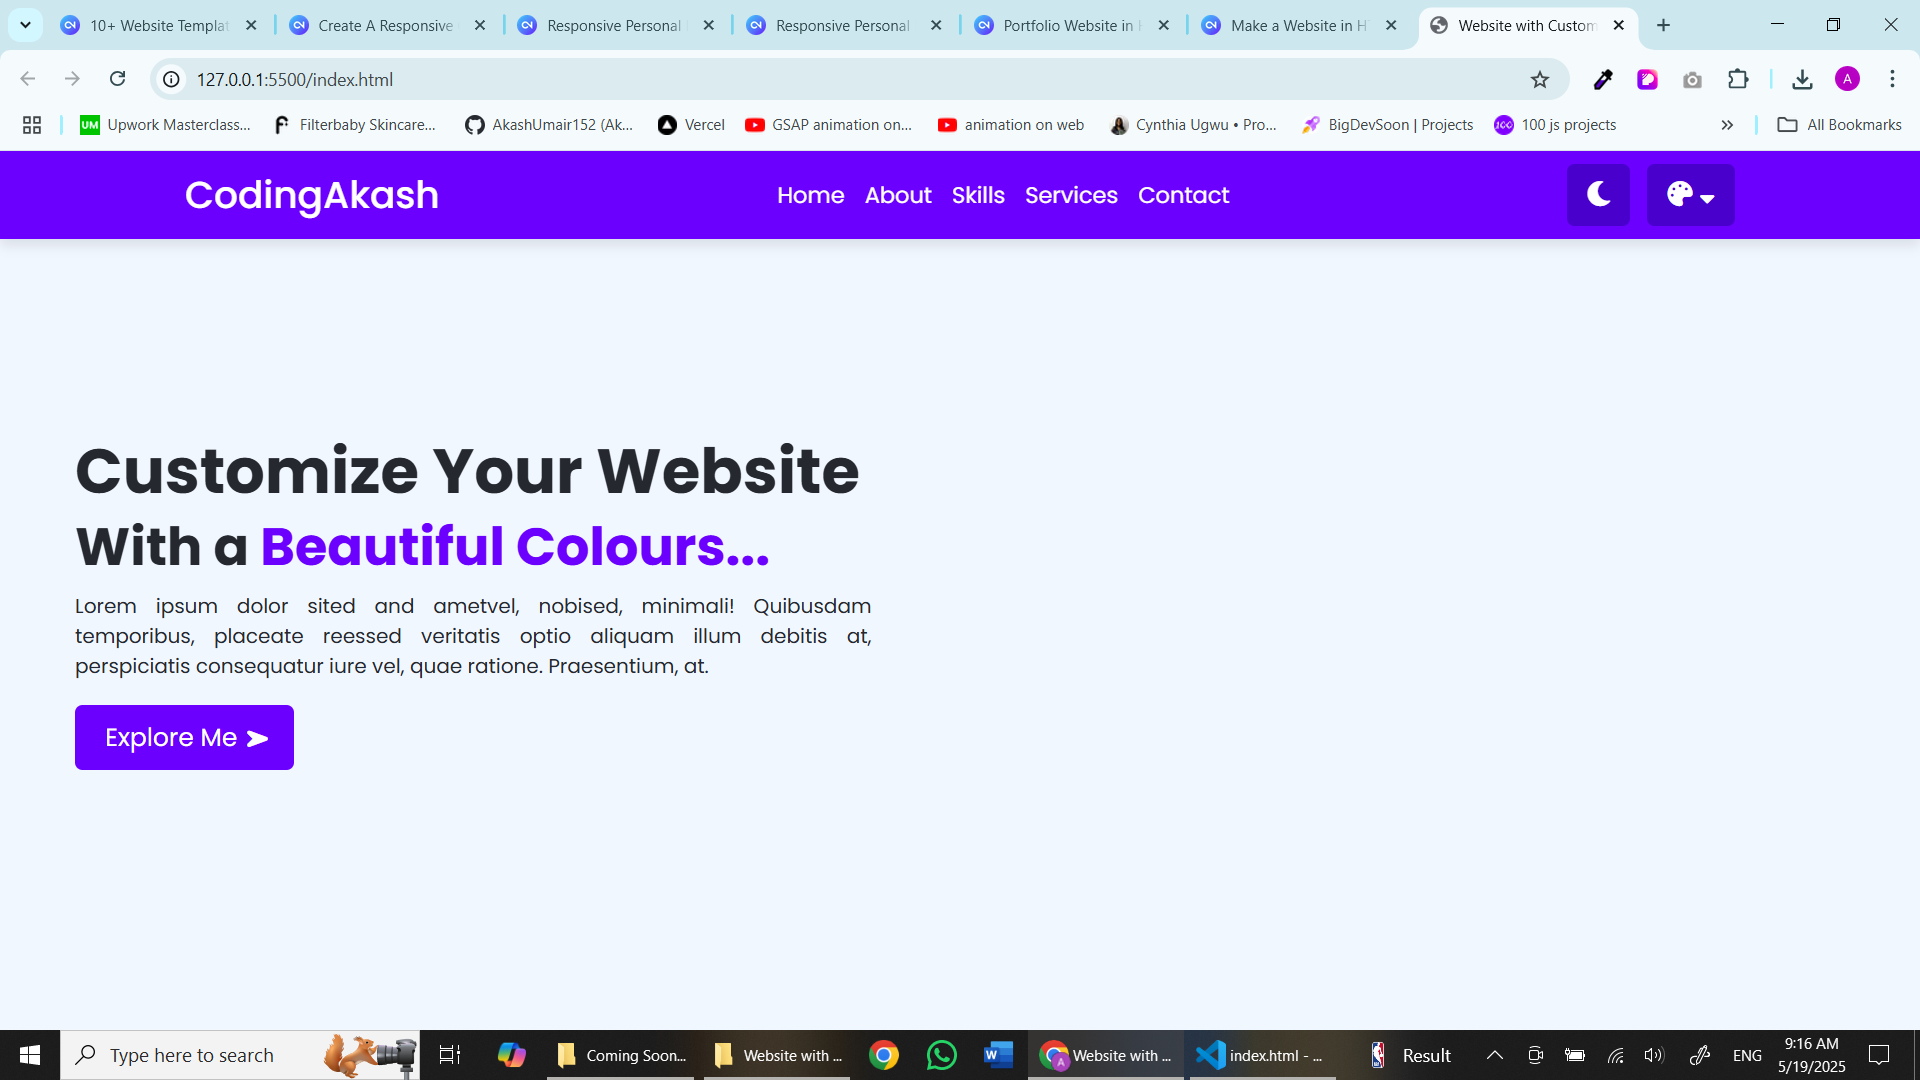 10+ Website Templat
Create A Responsive
Responsive Personal
Responsive Personal
Portfolio Website in H
Make a Website in H
Website with Custom
127.0.0.1:5500/index.html
A
UM Upwork Masterclass...
Filterbaby Skincare...
AkashUmair152 (Ak...
Vercel
GSAP animation on...
animation on web
Cynthia Ugwu • Pro...
BigDevSoon | Projects
100 js projects
All Bookmarks
CodingAkash
Home About Skills Services Contact
Customize Your Website
With a Beautiful Colours...
Lorem ipsum dolor sited and ametvel, nobised, minimali! Quibusdam
temporibus, placeate reessed veritatis optio aliquam illum debitis at,
perspiciatis consequatur iure vel, quae ratione. Praesentium, at.
Explore Me
Type here to search
Coming Soon...
Website with ...
Website with ...
index.html - ...
Result
ENG
9:16 AM
5/19/2025